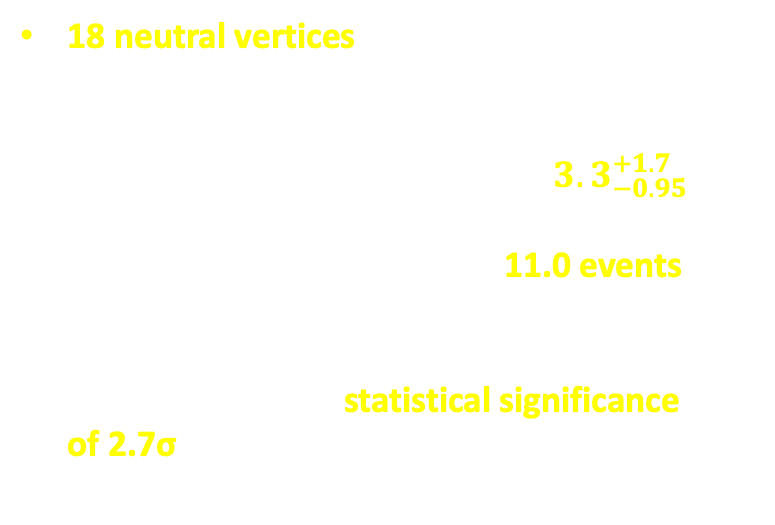 • 18 neutral vertices
3.3 +1.7 −0.95
11.0 events
statistical significance
of 2.7σ